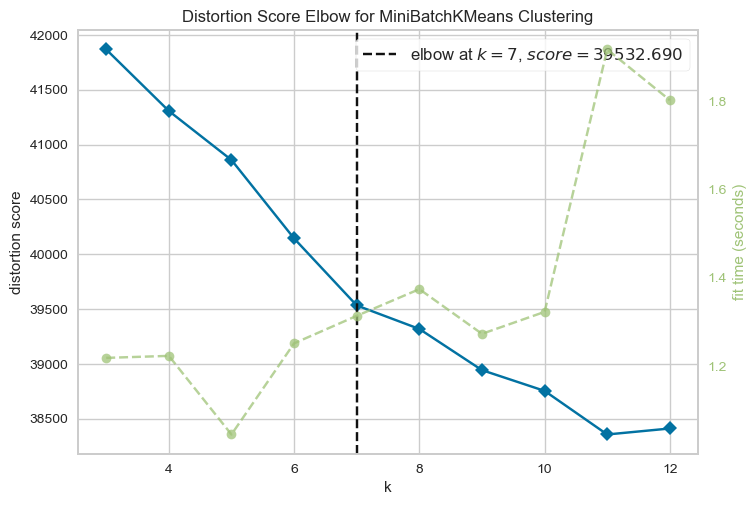 Distortion Score Elbow for MiniBatchKMeans Clustering
elbow at k = 7, score = 39532.690
42000
41500
41000
40500
40000
39500
39000
38500
distortion score
1.8
1.6
1.4
1.2
fit time (seconds)
4 6 8 10 12
k